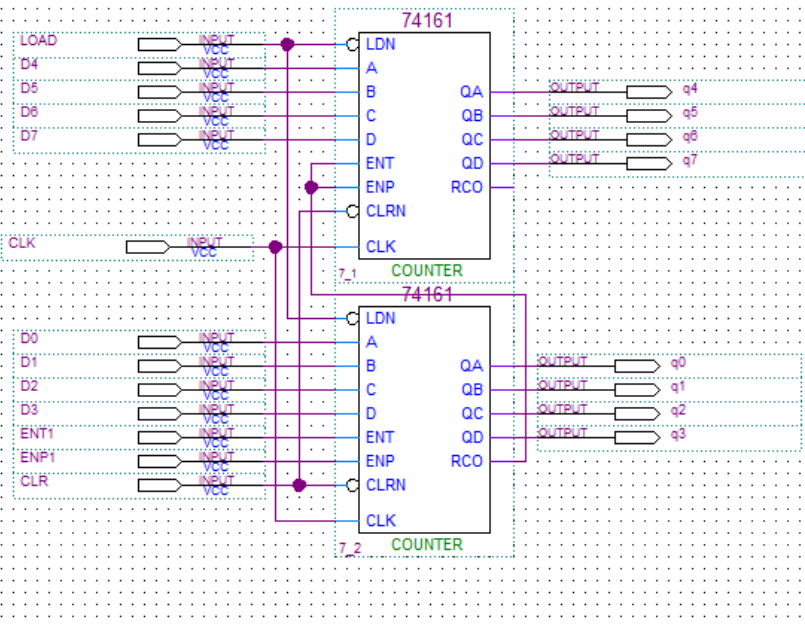 74161
LOAD INPUT VCC LDN
D4 INPUT VCC A
D5 INPUT VCC B QA OUTPUT q4
D6 INPUT VCC C QB OUTPUT q5
D7 INPUT VCC D QC OUTPUT q6
ENT QD OUTPUT q7
ENP RCO
CLRN
CLK INPUT VCC CLK
7_1 COUNTER
74161
LDN
D0 INPUT VCC A
D1 INPUT VCC B QA OUTPUT q0
D2 INPUT VCC C QB OUTPUT q1
D3 INPUT VCC D QC OUTPUT q2
ENT1 INPUT VCC ENT QD OUTPUT q3
ENP1 INPUT VCC ENP RCO
CLR INPUT VCC CLRN
CLK
7_2 COUNTER